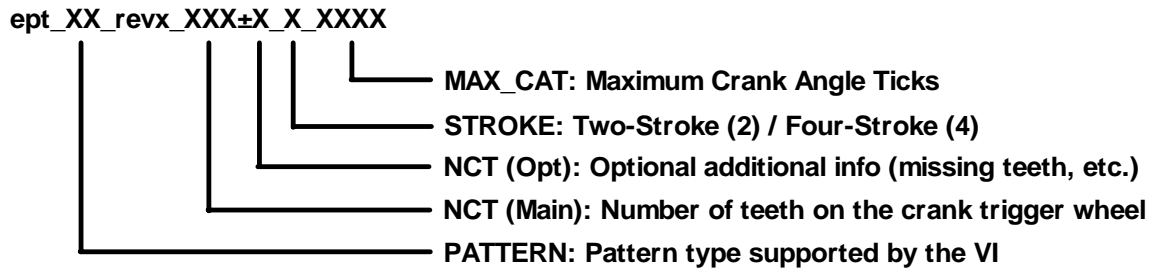 ept_XX_revx_XXX±X_X_XXXX
MAX_CAT: Maximum Crank Angle Ticks
STROKE: Two-Stroke (2) / Four-Stroke (4)
NCT (Opt): Optional additional info (missing teeth, etc.)
NCT (Main): Number of teeth on the crank trigger wheel
PATTERN: Pattern type supported by the VI